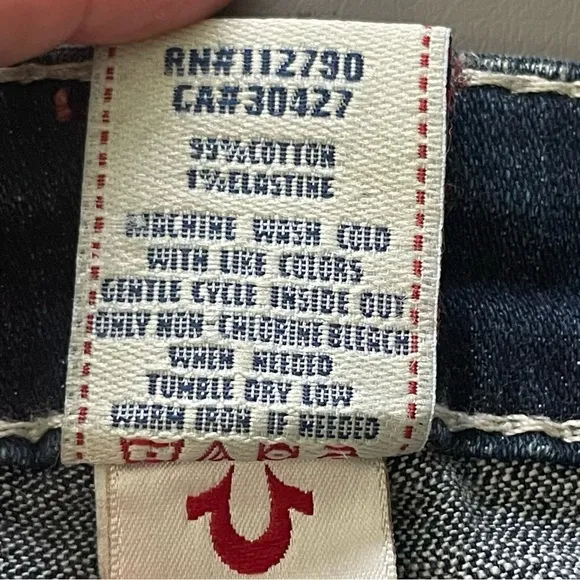 RN#112790
CA#30427
99%COTTON
1%ELASTINE
MACHINE WASH COLD
WITH LIKE COLORS
GENTLE CYCLE INSIDE OUT
ONLY NON-CHLORINE BLEACH
WHEN NEEDED
TUMBLE DRY LOW
WARM IRON IF NEEDED